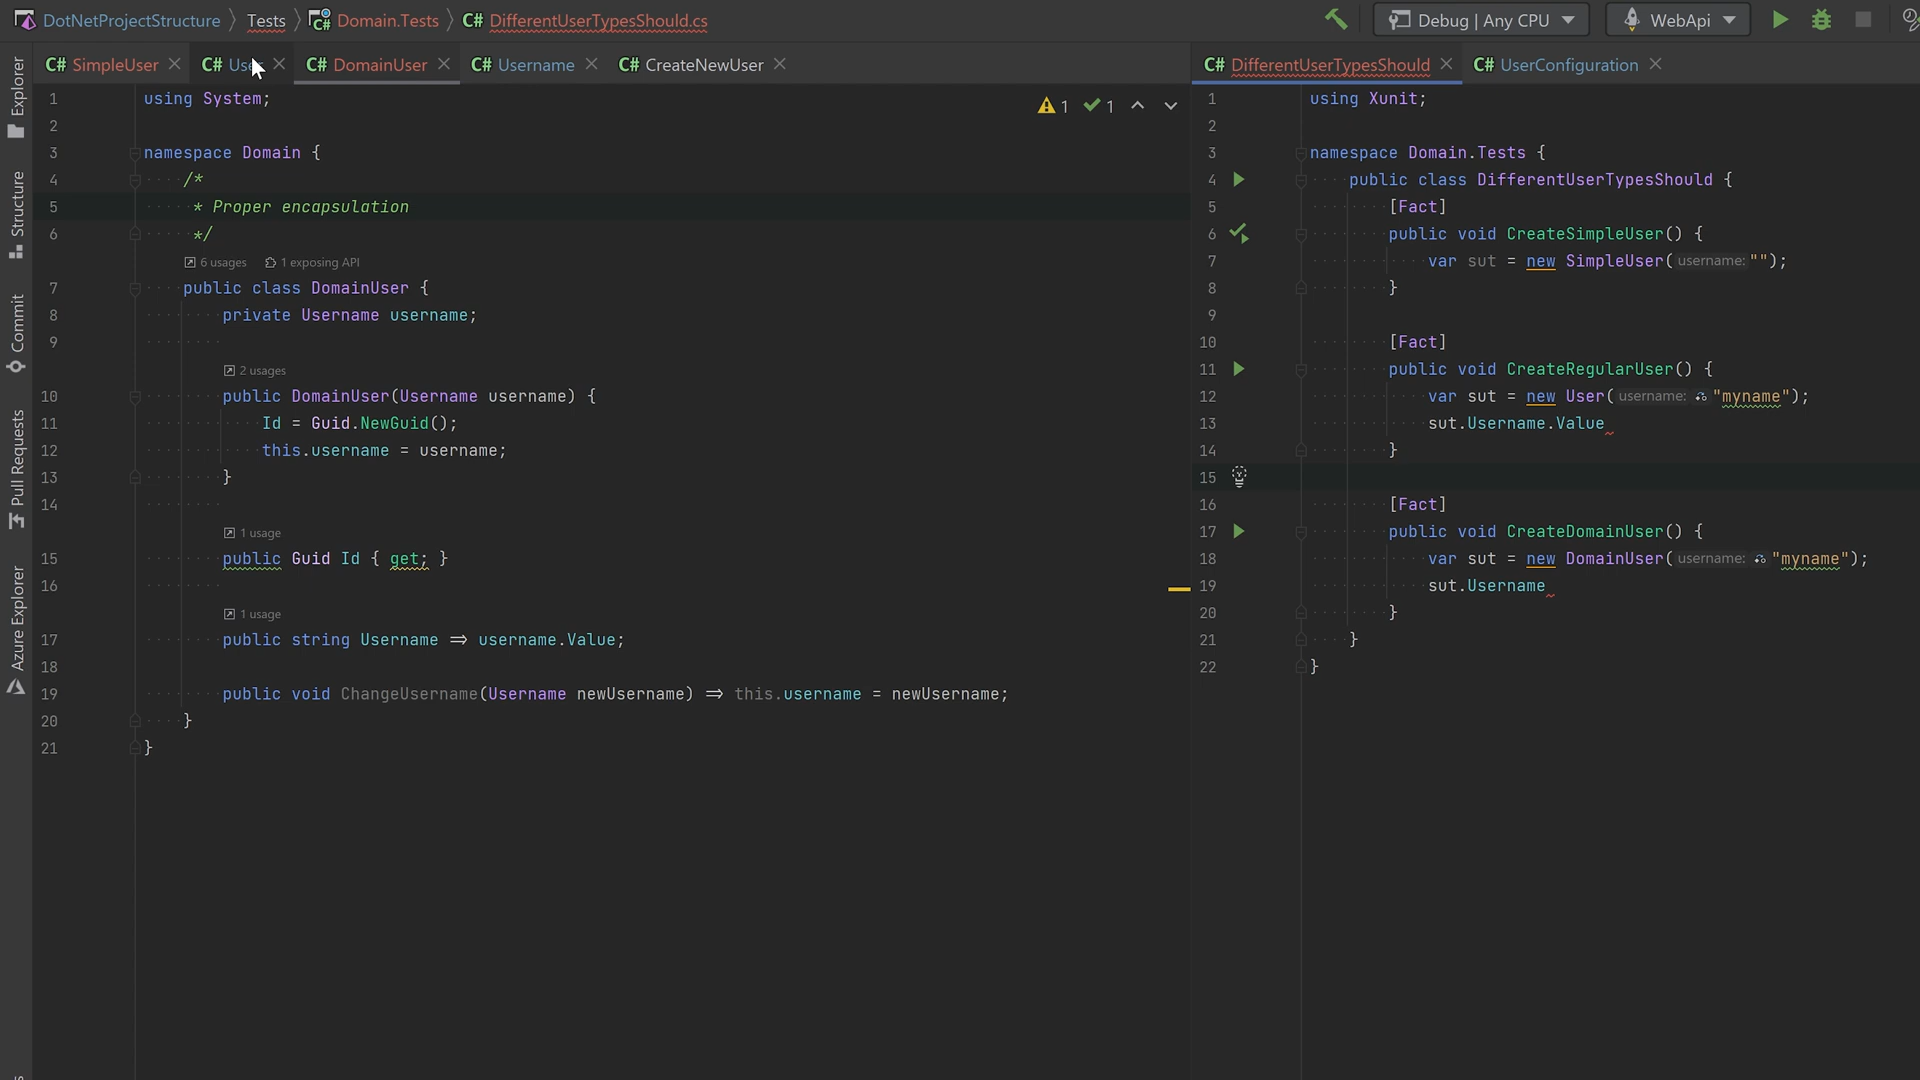 DotNetProjectStructure Tests Domain.Tests C# DifferentUserTypesShould.cs
Debug | Any CPU WebApi
C# SimpleUser C# C# DomainUser C# Username C# CreateNewUser
C# DifferentUserTypesShould C# UserConfiguration
Explorer
Structure
Commit
Pull Requests
Azure Explorer
1 1
1 using System;
2
3 namespace Domain {
4 /*
5 * Proper encapsulation
6 */
6 usages 1 exposing API
7 public class DomainUser {
8 private Username username;
9
2 usages
10 public DomainUser(Username username) {
11 Id = Guid.NewGuid();
12 this.username = username;
13 }
14
1 usage
15 public Guid Id { get; }
16
1 usage
17 public string Username ⇒ username.Value;
18
19 public void ChangeUsername(Username newUsername) ⇒ this.username = newUsername;
20 }
21 }
1 using Xunit;
2
3 namespace Domain.Tests {
4 public class DifferentUserTypesShould {
5 [Fact]
6 public void CreateSimpleUser() {
7 var sut = new SimpleUser( username: "");
8 }
9
10 [Fact]
11 public void CreateRegularUser() {
12 var sut = new User( username: "myname");
13 sut.Username.Value
14 }
15
16 [Fact]
17 public void CreateDomainUser() {
18 var sut = new DomainUser( username: "myname");
19 sut.Username
20 }
21 }
22 }